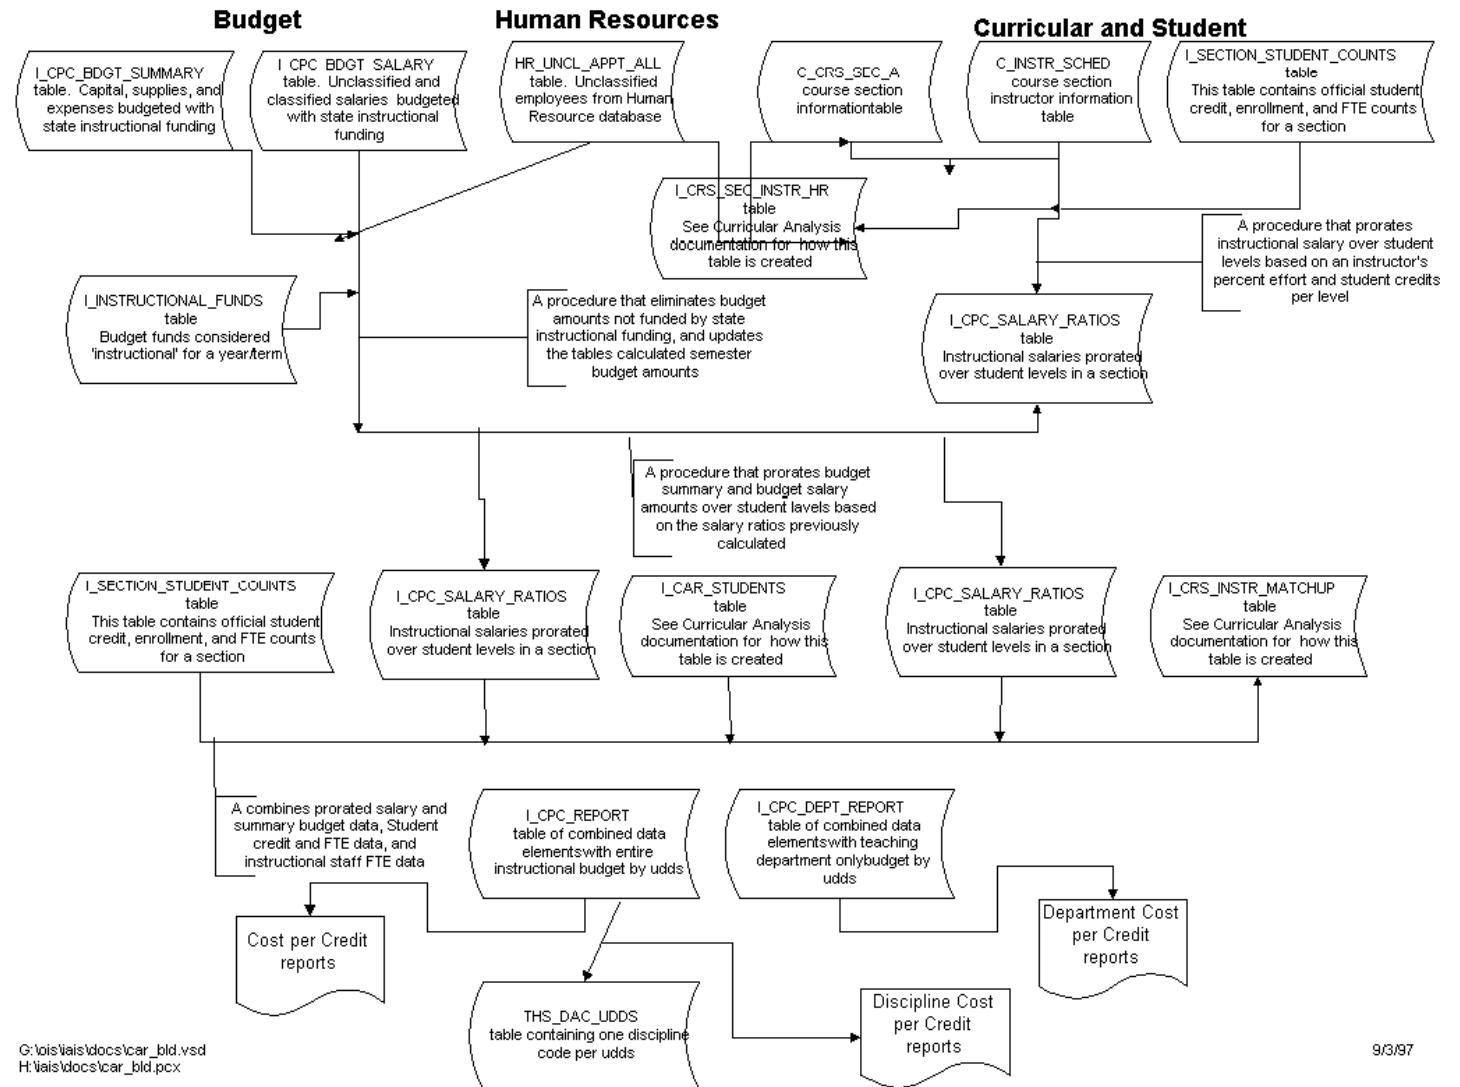 Budget
Human Resources
Curricular and Student
I_CPC_BDGT_SUMMARY
table. Capital, supplies, and
expenses budgeted with
state instructional funding
I_CPC_BDGT_SALARY
table. Unclassified and
classified salaries budgeted
with state instructional
funding
HR_UNCL_APPT_ALL
table. Unclassified
employees from Human
Resource database
C_CRS_SEC_A
course section
informationtable
C_INSTR_SCHED
course section
instructor information
table
I_SECTION_STUDENT_COUNTS
table
This table contains official student
credit, enrollment, and FTE counts
for a section
I_CRS_SEC_INSTR_HR
table
See Curricular Analysis
documentation for how this
table is created
A procedure that prorates
instructional salary over student
levels based on an instructor's
percent effort and student credits
per level
I_INSTRUCTIONAL_FUNDS
table
Budget funds considered
'instructional' for a year/term
A procedure that eliminates budget
amounts not funded by state
instructional funding, and updates
the tables calculated semester
budget amounts
I_CPC_SALARY_RATIOS
table
Instructional salaries prorated
over student levels in a section
A procedure that prorates budget
summary and budget salary
amounts over student lavels based
on the salary ratios previously
calculated
I_SECTION_STUDENT_COUNTS
table
This table contains official student
credit, enrollment, and FTE counts
for a section
I_CPC_SALARY_RATIOS
table
Instructional salaries prorated
over student levels in a section
I_CAR_STUDENTS
table
See Curricular Analysis
documentation for how this
table is created
I_CPC_SALARY_RATIOS
table
Instructional salaries prorated
over student levels in a section
I_CRS_INSTR_MATCHUP
table
See Curricular Analysis
documentation for how this
table is created
A combines prorated salary and
summary budget data, Student
credit and FTE data, and
instructional staff FTE data
I_CPC_REPORT
table of combined data
elementswith entire
instructional budget by udds
I_CPC_DEPT_REPORT
table of combined data
elementswith teaching
department onlybudget by
udds
Cost per Credit
reports
Department Cost
per Credit
reports
THS_DAC_UDDS
table containing one discipline
code per udds
Discipline Cost
per Credit
reports
G:\ois\iais\docs\car_bld.vsd
H:\iais\docs\car_bld.pcx
9/3/97